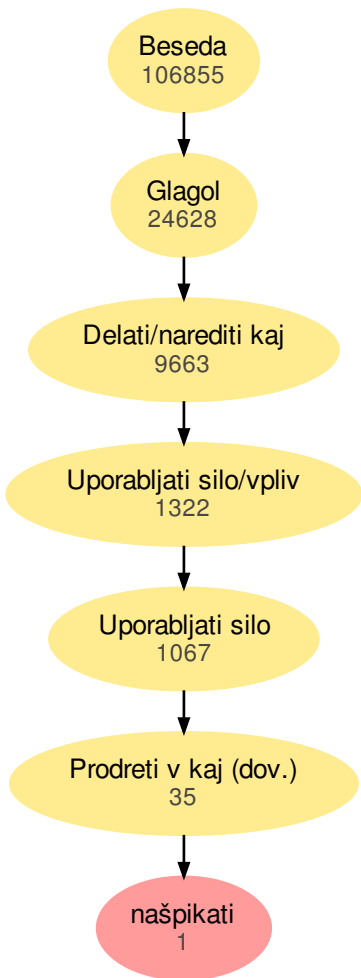 Beseda
106855
Glagol
24628
Delati/narediti kaj
9663
Uporabljati silo/vpliv
1322
Uporabljati silo
1067
Prodreti v kaj (dov.)
35
našpikati
1